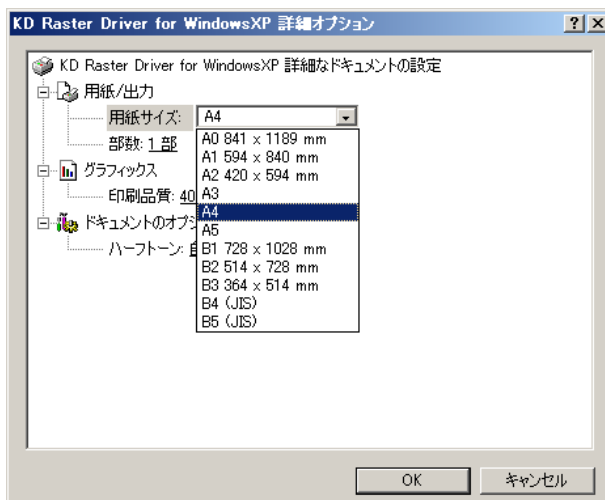 KD Raster Driver for WindowsXP 詳細オプション
KD Raster Driver for WindowsXP 詳細なドキュメントの設定
用紙/出力
用紙サイズ: A4
部数: 1 部
グラフィックス
印刷品質: 40
ドキュメントのオプシ
ハーフトーン:
A0 841 x 1189 mm
A1 594 x 840 mm
A2 420 x 594 mm
A3
A4
A5
B1 728 x 1028 mm
B2 514 x 728 mm
B3 364 x 514 mm
B4 (JIS)
B5 (JIS)
OK キャンセル